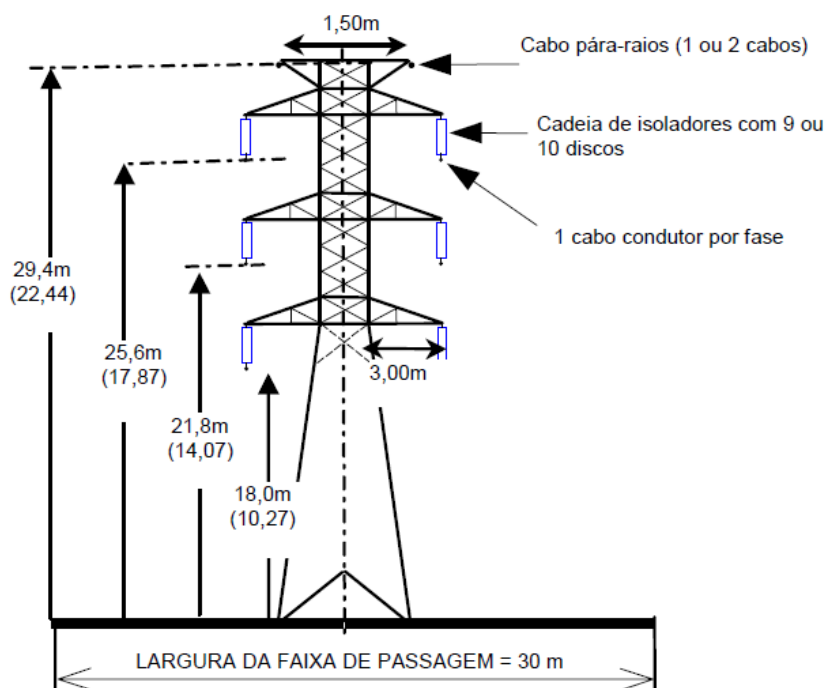 1,50m
Cabo pára-raios (1 ou 2 cabos)
Cadeia de isoladores com 9 ou
10 discos
1 cabo condutor por fase
29,4m
(22,44)
25,6m
(17,87)
3,00m
21,8m
(14,07)
18,0m
(10,27)
LARGURA DA FAIXA DE PASSAGEM = 30 m